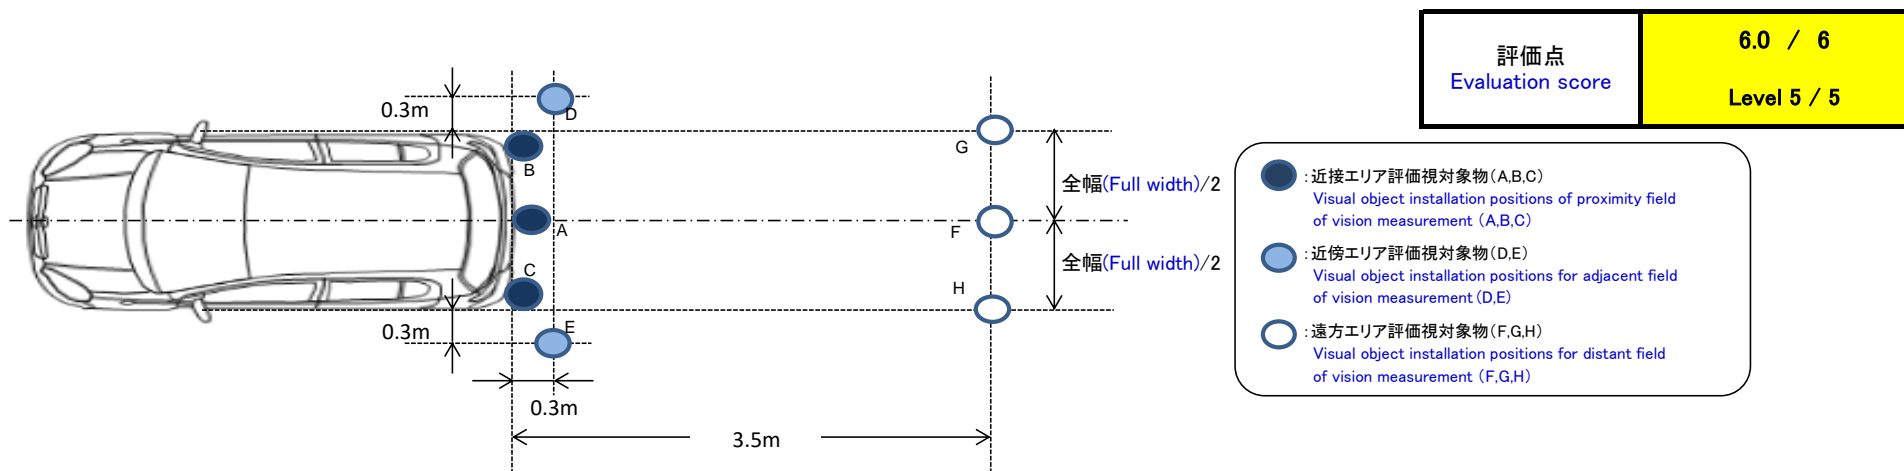 評価点
Evaluation score
6.0 / 6
Level 5 / 5
0.3m
D
B
A
C
0.3m
E
0.3m
3.5m
G
F
H
全幅(Full width)/2
全幅(Full width)/2
:近接エリア評価視対象物(A,B,C)
Visual object installation positions of proximity field
of vision measurement (A,B,C)
:近傍エリア評価視対象物(D,E)
Visual object installation positions for adjacent field
of vision measurement (D,E)
:遠方エリア評価視対象物(F,G,H)
Visual object installation positions for distant field
of vision measurement (F,G,H)